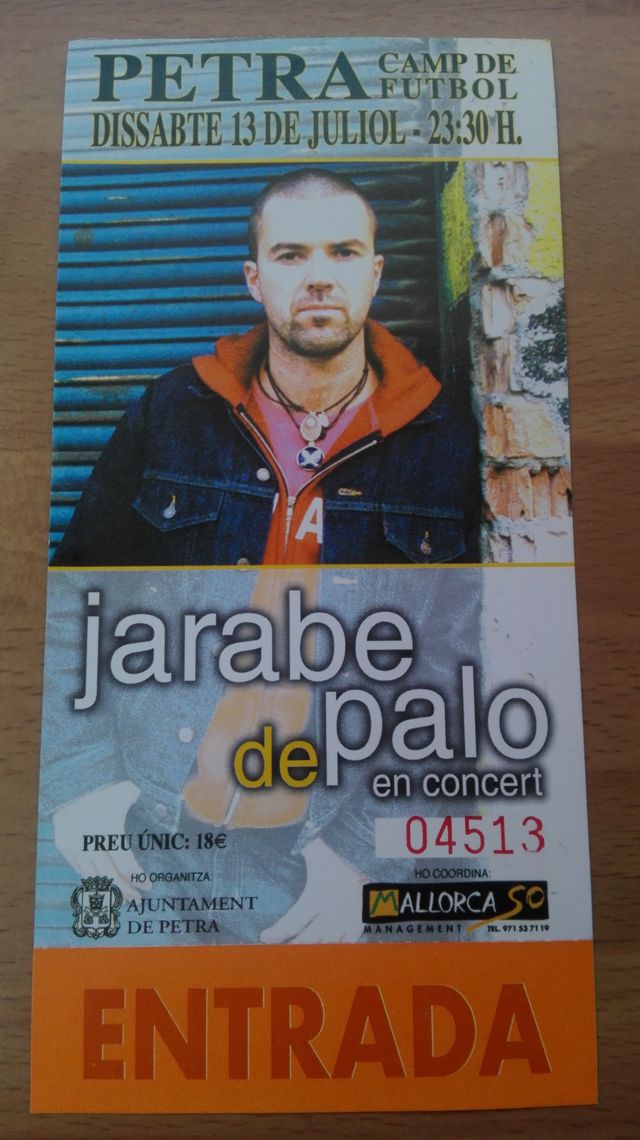 PETRA CAMP DE FUTBOL
DISSABTE 13 DE JULIOL - 23:30 H.
A
jarabe
de palo
en concert
PREU ÚNIC: 18€
04513
HO ORGANITZA:
AJUNTAMENT
DE PETRA
HO COORDINA:
MALLORCA SO
MANAGEMENT TEL. 971 53 71 19
ENTRADA